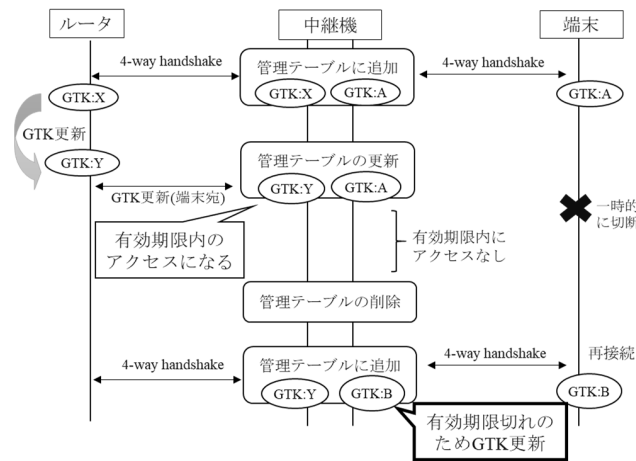 ルータ
中継機
端末
4-way handshake
管理テーブルに追加
4-way handshake
GTK:X
GTK:X
GTK:A
GTK:A
GTK更新
GTK:Y
管理テーブルの更新
GTK更新(端末宛)
GTK:Y
GTK:A
一時的
に切断
有効期限内の
アクセスになる
有効期限内に
アクセスなし
管理テーブルの削除
4-way handshake
管理テーブルに追加
4-way handshake
再接続
GTK:Y
GTK:B
GTK:B
有効期限切れの
ためGTK更新